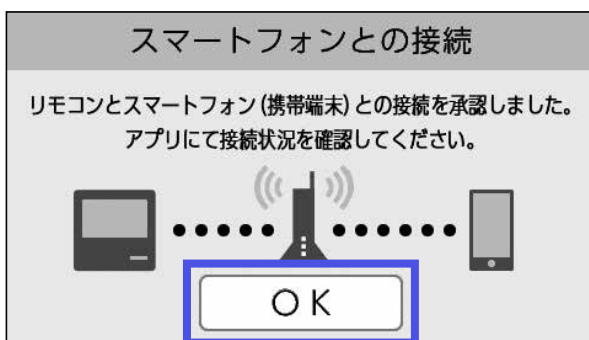 スマートフォンとの接続
リモコンとスマートフォン(携帯端末)との接続を承認しました。
アプリにて接続状況を確認してください。
OK